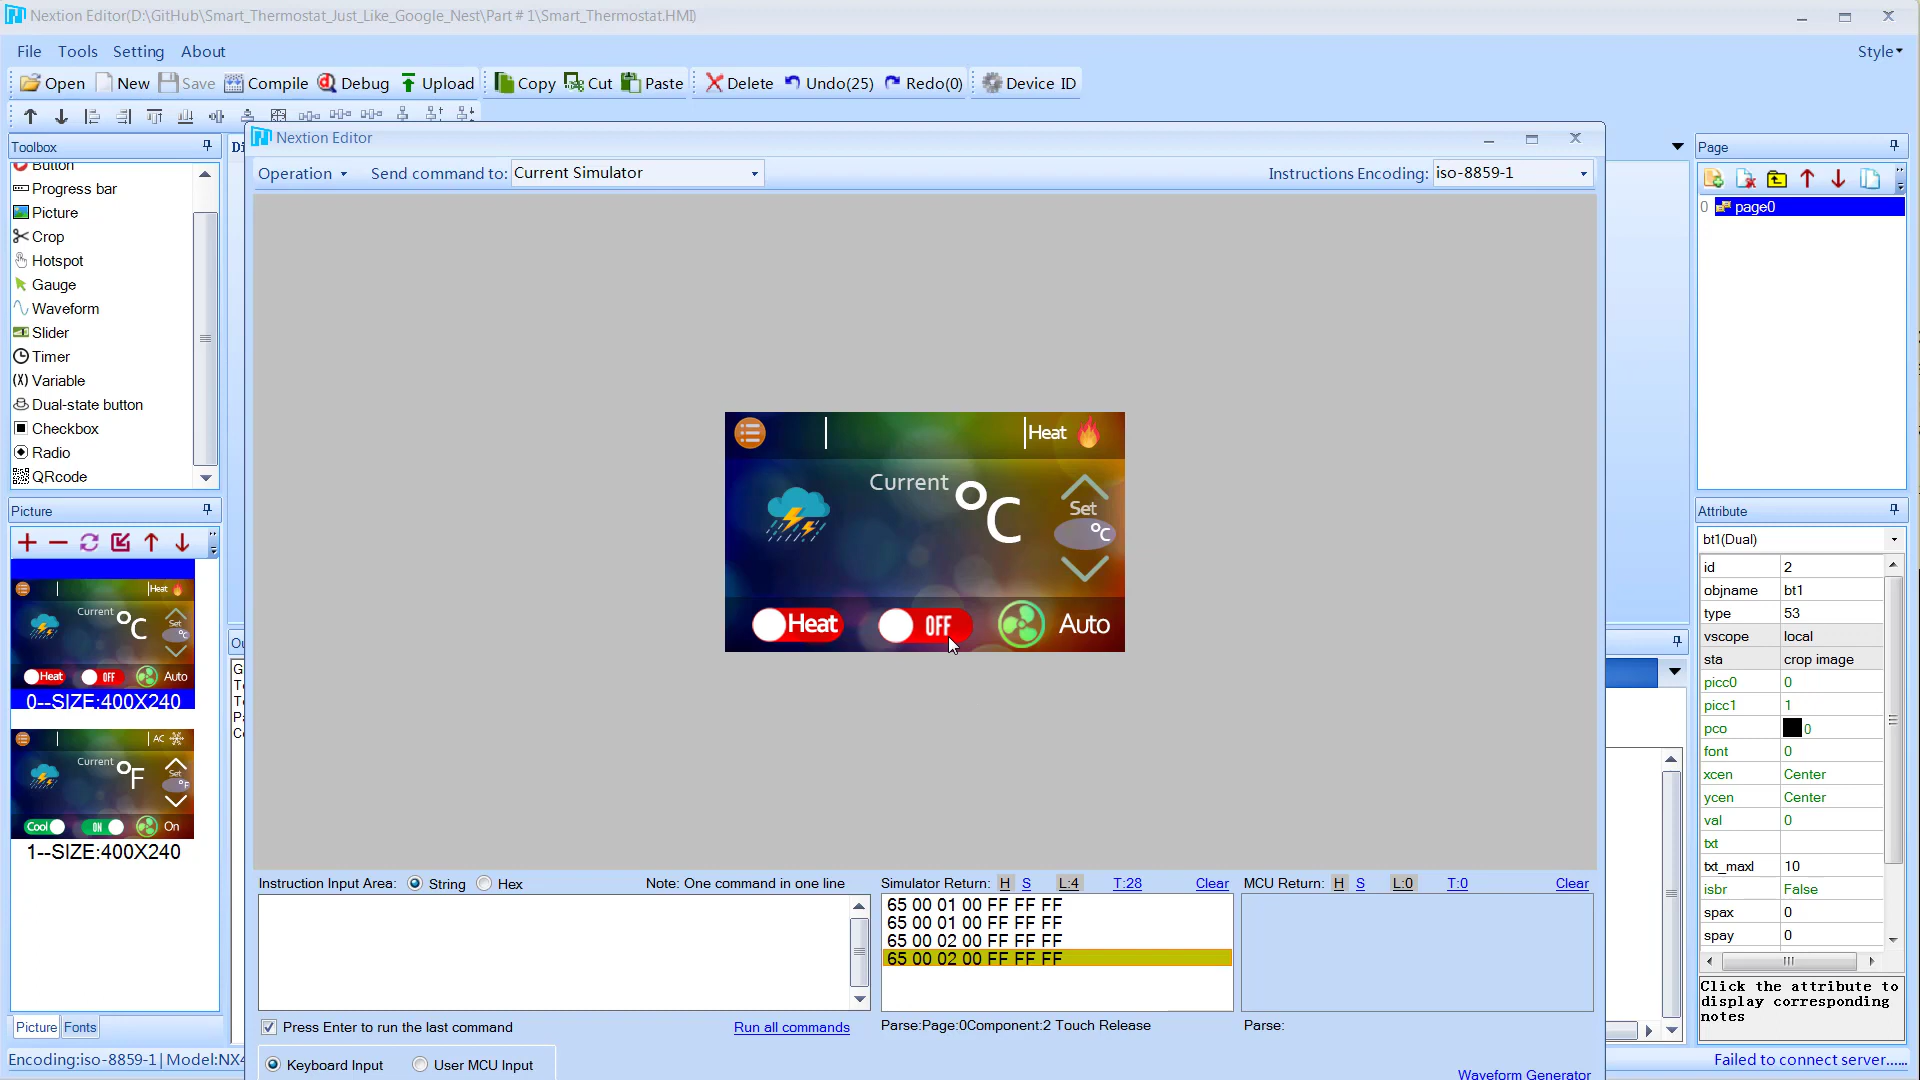 Nextion Editor(D:\GitHub\Smart_Thermostat_Just_Like_Google_Nest\Part # 1\Smart_Thermostat.HMI)
File Tools Setting About
Style
Open New Save Compile Debug Upload Copy Cut Paste Delete Undo(25) Redo(0) Device ID
Toolbox
Button
Progress bar
Picture
Crop
Hotspot
Gauge
Waveform
Slider
Timer
Variable
Dual-state button
Checkbox
Radio
QRcode
Picture
Heat
Current
°C
Set
°C
Heat
OFF
Auto
0--SIZE:400X240
AC
Current
°F
Set
°F
Cool
ON
On
1--SIZE:400X240
Picture Fonts
Encoding:iso-8859-1 | Model:NX4
Nextion Editor
Operation Send command to: Current Simulator
Instructions Encoding: iso-8859-1
Heat
Current
°C
Set
°C
Heat
OFF
Auto
Instruction Input Area: String Hex Note: One command in one line
Press Enter to run the last command Run all commands
Keyboard Input User MCU Input
Simulator Return: H S L:4 T:28 Clear
65 00 01 00 FF FF FF
65 00 01 00 FF FF FF
65 00 02 00 FF FF FF
65 00 02 00 FF FF FF
Parse:Page:0Component:2 Touch Release
MCU Return: H S L:0 T:0 Clear
Parse:
Waveform Generator
Page
0 page0
Attribute
bt1(Dual)
id 2
objname bt1
type 53
vscope local
sta crop image
picc0 0
picc1 1
pco 0
font 0
xcen Center
ycen Center
val 0
txt
txt_maxl 10
isbr False
spax 0
spay 0
Click the attribute to
display corresponding
notes
Failed to connect server......